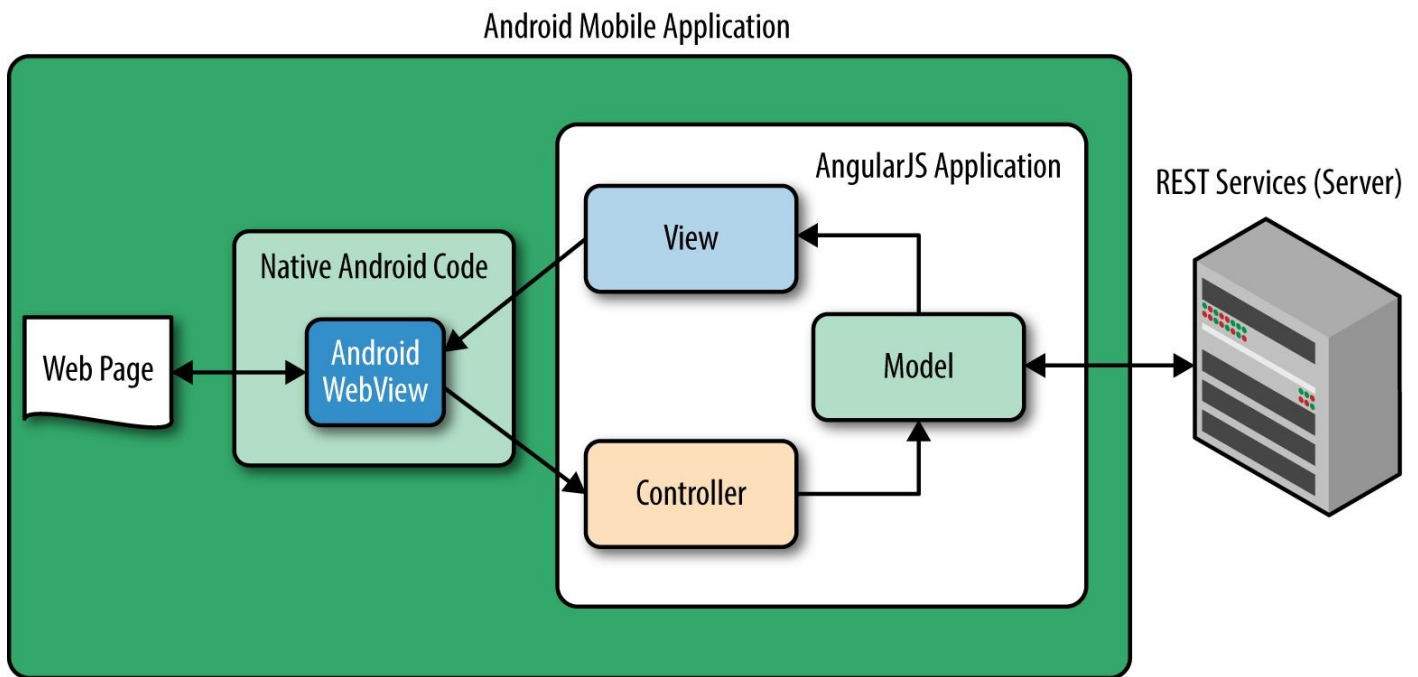 Android Mobile Application
AngularJS Application
REST Services (Server)
View
Native Android Code
Web Page
Android
WebView
Model
Controller